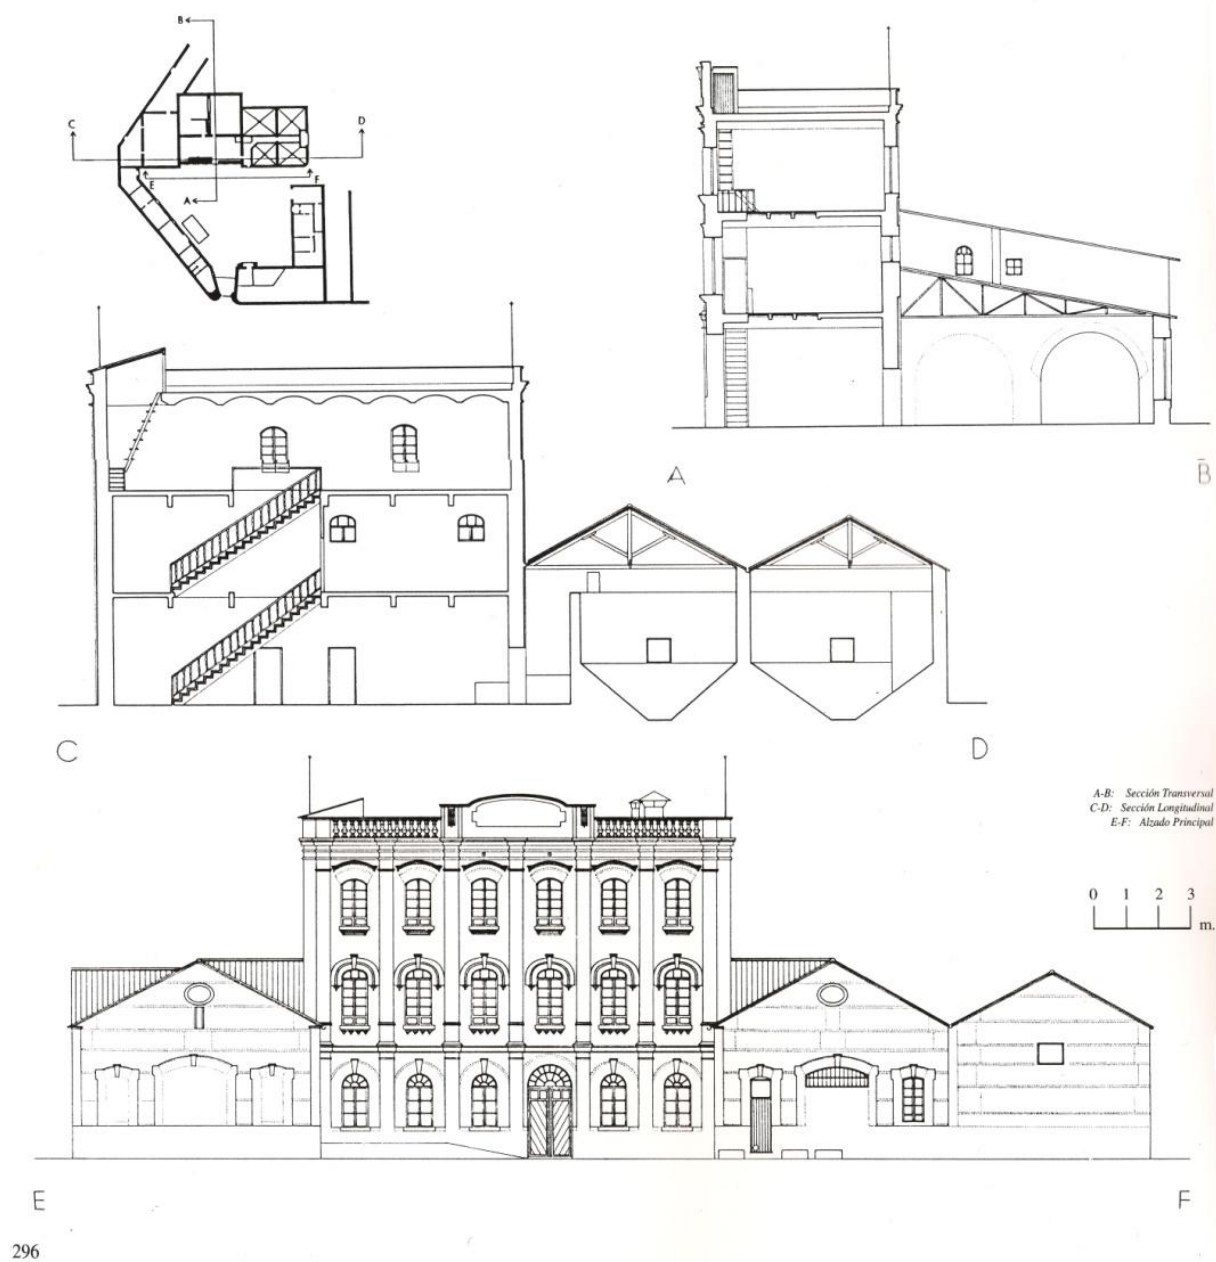 B
C
D
E
F
A
A
B
C
D
A-B: Sección Transversal
C-D: Sección Longitudinal
E-F: Alzado Principal
0 1 2 3
m.
E
F
296